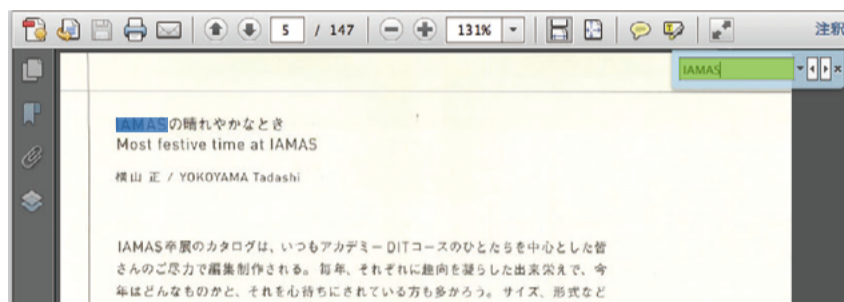 5 / 147
131%
注釈
IAMAS
IAMASの晴れやかなとき
Most festive time at IAMAS
横山 正 / YOKOYAMA Tadashi
IAMAS卒展のカタログは、いつもアカデミーDITコースのひとたちを中心とした皆
さんのご尽力で編集制作される。毎年、それぞれに趣向を凝らした出来栄えで、今
年はどんなものかと、それを心待ちにされている方も多かろう。サイズ、形式など